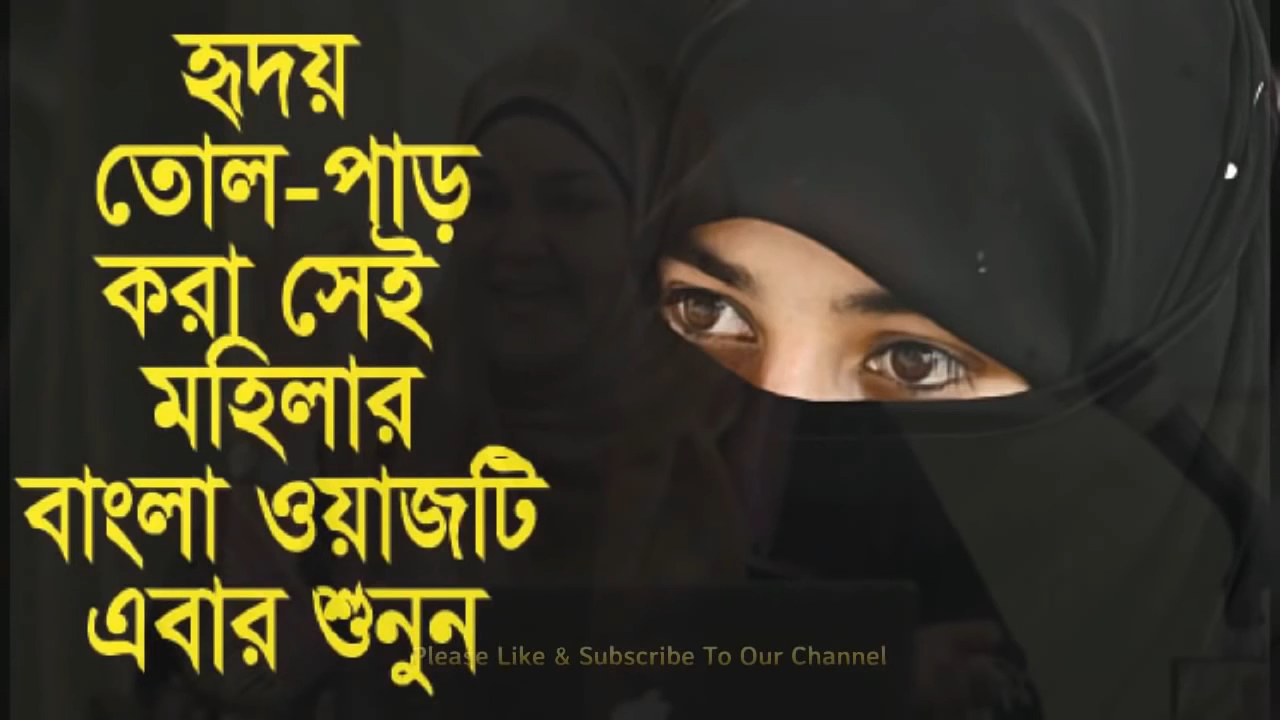 হৃদয়
তোল-পাড়
করা সেই
মহিলার
বাংলা ওয়াজটি
এবার শুনুন
Please Like & Subscribe To Our Channel